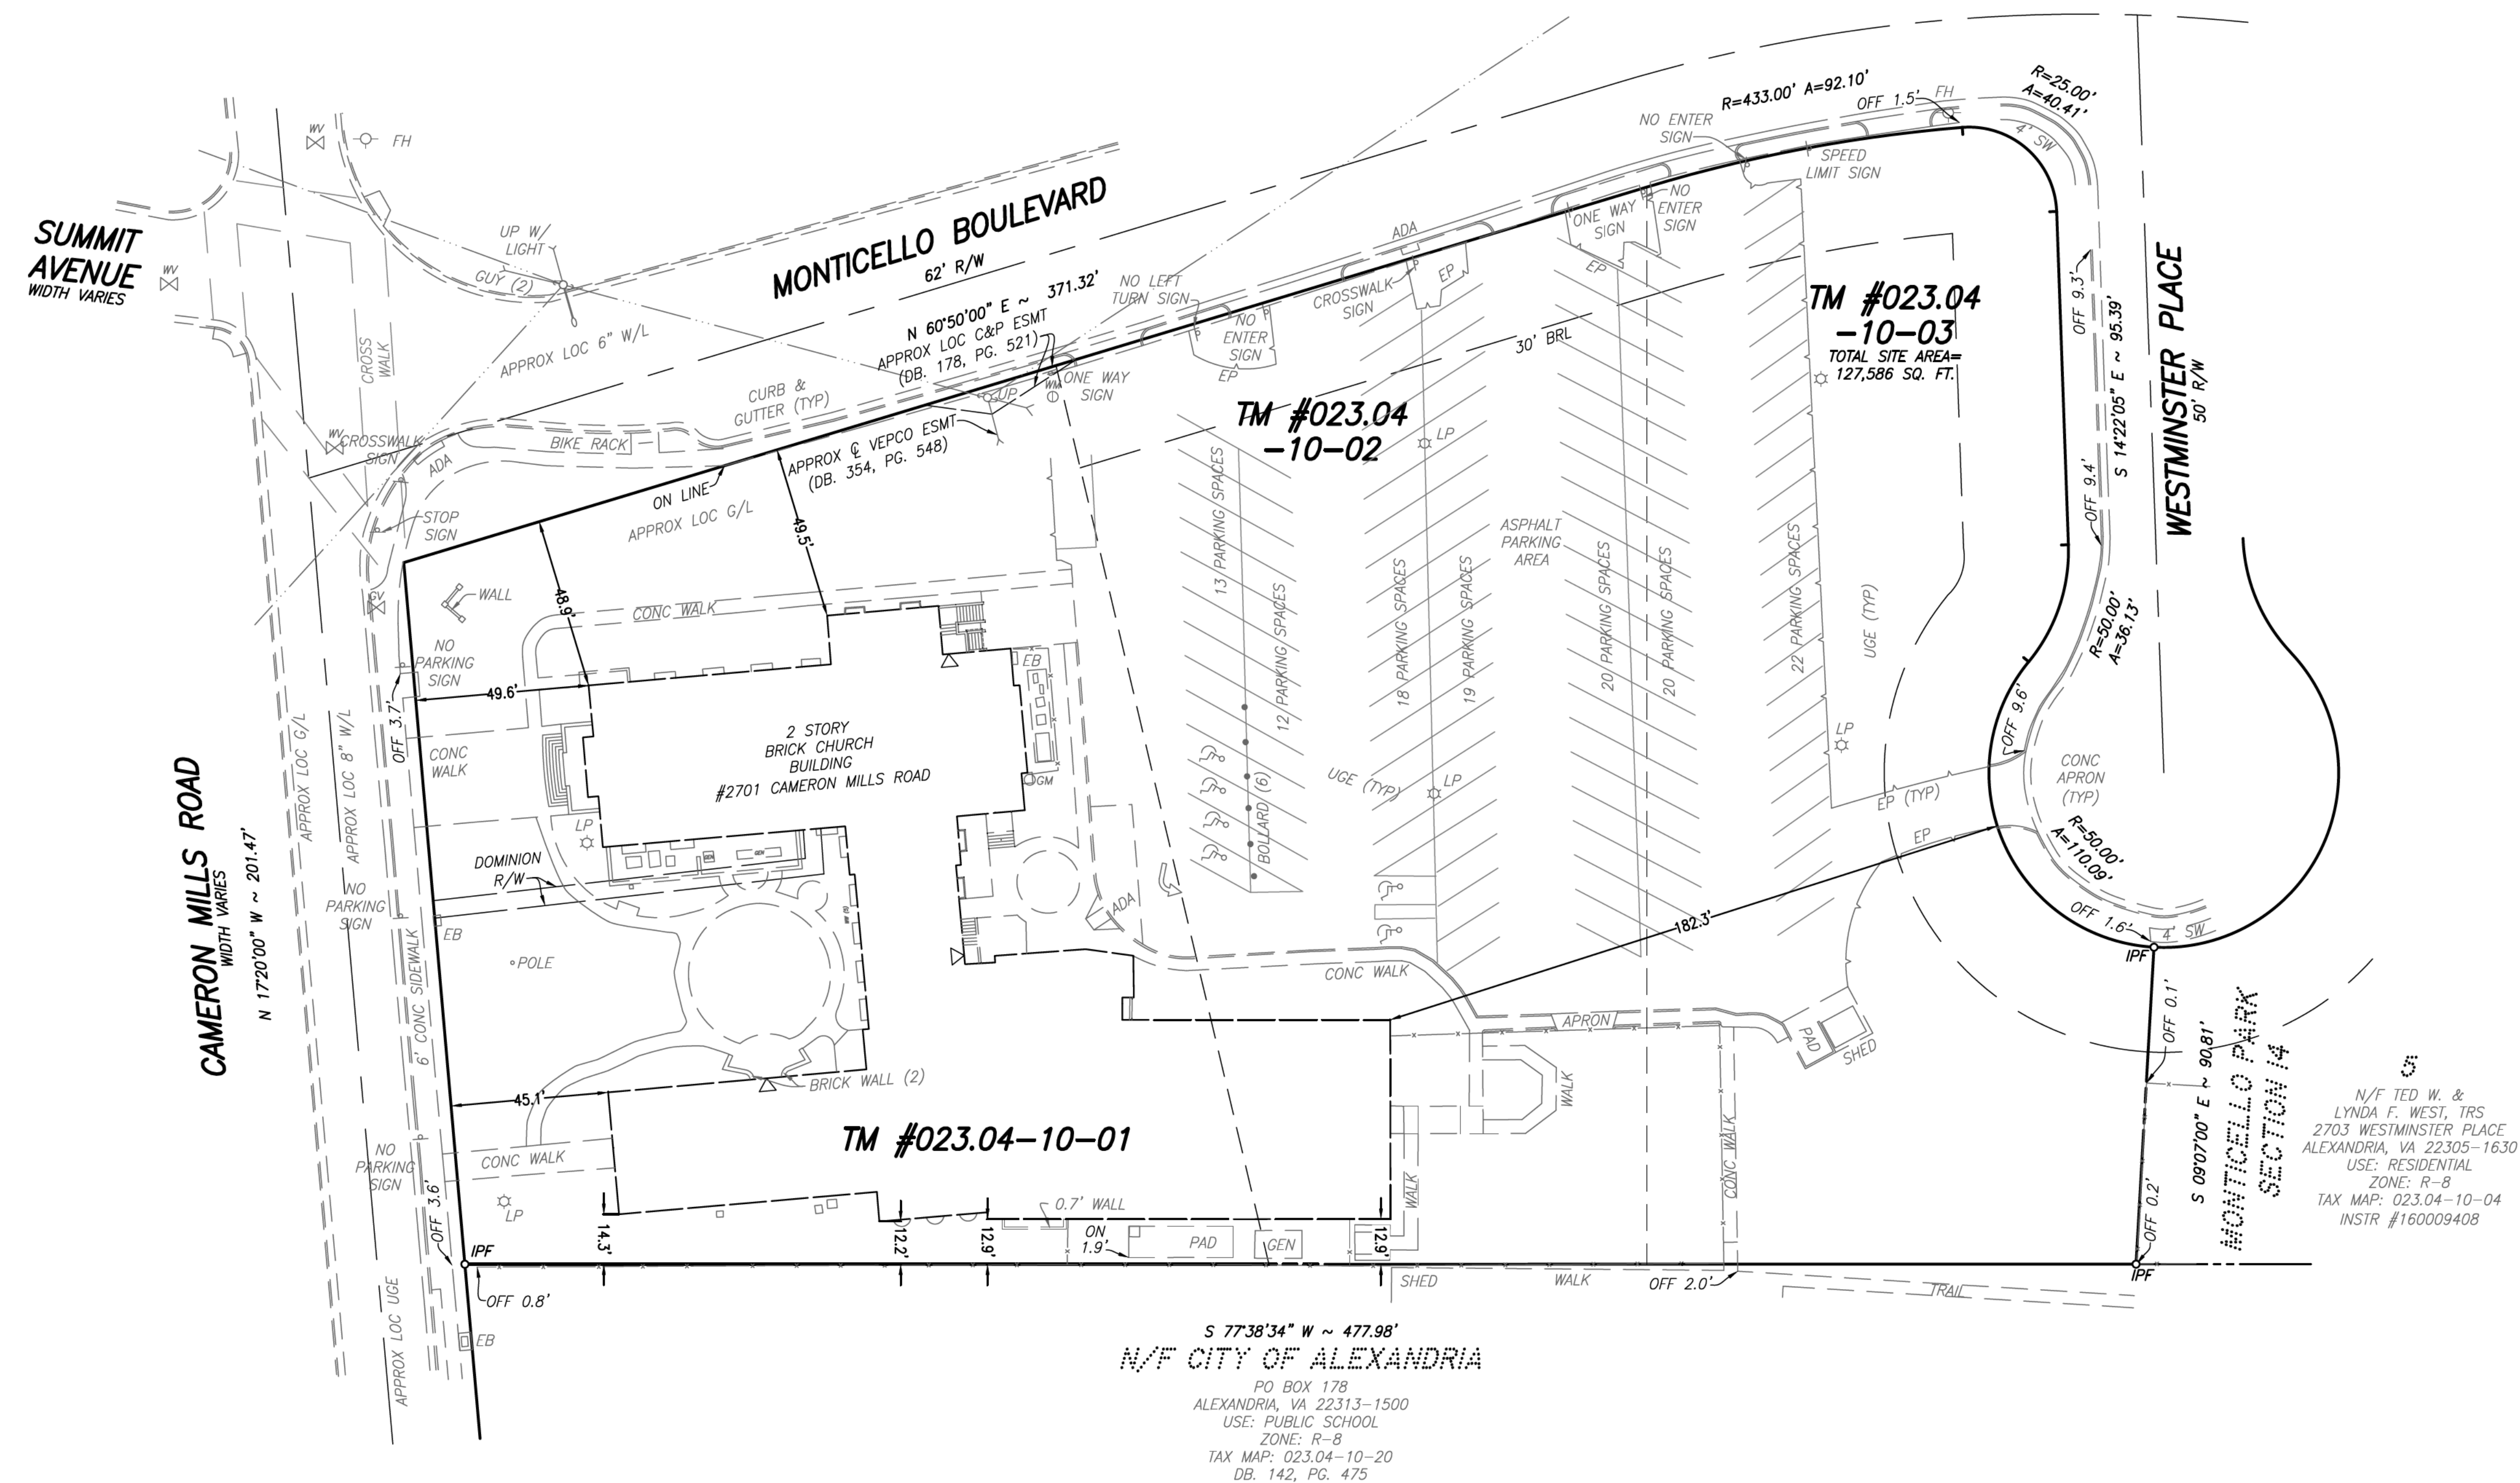 SUMMIT
AVENUE
WIDTH VARIES
WV
WV
FH
UP W/
LIGHT
GUY (2)
CROSS
WALK
APPROX LOC 6" W/L
MONTICELLO BOULEVARD
62' R/W
N 60°50'00" E ~ 371.32'
APPROX LOC C&P ESMT
(DB. 178, PG. 521)
NO LEFT
TURN SIGN
ADA
CROSSWALK
SIGN
NO
ENTER
SIGN
EP
EP
ONE WAY
SIGN
EP
NO
ENTER
SIGN
NO ENTER
SIGN
SPEED
LIMIT SIGN
R=433.00' A=92.10'
OFF 1.5'
FH
R=25.00'
A=40.41'
4' SW
TM #023.04
-10-03
TOTAL SITE AREA=
127,586 SQ. FT.
OFF 9.3'
S 14°22'05" E ~ 95.39'
WESTMINSTER PLACE
50' R/W
OFF 9.4'
R=50.00'
A=36.13'
OFF 9.6'
CURB &
GUTTER (TYP)
UP
WM
ONE WAY
SIGN
30' BRL
WV
CROSSWALK
SIGN
ADA
BIKE RACK
APPROX ℄ VEPCO ESMT
(DB. 354, PG. 548)
ON LINE
APPROX LOC G/L
TM #023.04
-10-02
LP
13 PARKING SPACES
12 PARKING SPACES
18 PARKING SPACES
19 PARKING SPACES
ASPHALT
PARKING
AREA
20 PARKING SPACES
20 PARKING SPACES
22 PARKING SPACES
UGE (TYP)
STOP
SIGN
GV
WALL
48.9'
49.5'
CONC WALK
NO
PARKING
SIGN
49.6'
OFF 3.7'
CONC
WALK
APPROX LOC G/L
APPROX LOC 8" W/L
2 STORY
BRICK CHURCH
BUILDING
#2701 CAMERON MILLS ROAD
EB
GM
UGE (TYP)
LP
BOLLARD (6)
LP
EP (TYP)
EP
CONC
APRON
(TYP)
R=50.00'
A=110.09'
OFF 1.6'
4' SW
IPF
CAMERON MILLS ROAD
WIDTH VARIES
N 17°20'00" W ~ 201.47'
LP
DOMINION
R/W
GEN
GEN
NO
PARKING
SIGN
EB
6' CONC SIDEWALK
POLE
ADA
182.3'
CONC WALK
APRON
PAD
SHED
OFF 0.1'
S 09°07'00" E ~ 90.81'
MONTICELLO PARK
SECTION 14
5
N/F TED W. &
LYNDA F. WEST, TRS
2703 WESTMINSTER PLACE
ALEXANDRIA, VA 22305-1630
USE: RESIDENTIAL
ZONE: R-8
TAX MAP: 023.04-10-04
INSTR #160009408
OFF 0.2'
BRICK WALL (2)
45.1'
WALK
TM #023.04-10-01
NO
PARKING
SIGN
CONC WALK
LP
OFF 3.6'
IPF
OFF 0.8'
14.3'
12.2'
12.9'
0.7' WALL
ON
1.9'
PAD
GEN
12.9'
WALK
CONC WALK
SHED
WALK
OFF 2.0'
TRAIL
IPF
APPROX LOC UGE
EB
S 77°38'34" W ~ 477.98'
N/F CITY OF ALEXANDRIA
PO BOX 178
ALEXANDRIA, VA 22313-1500
USE: PUBLIC SCHOOL
ZONE: R-8
TAX MAP: 023.04-10-20
DB. 142, PG. 475